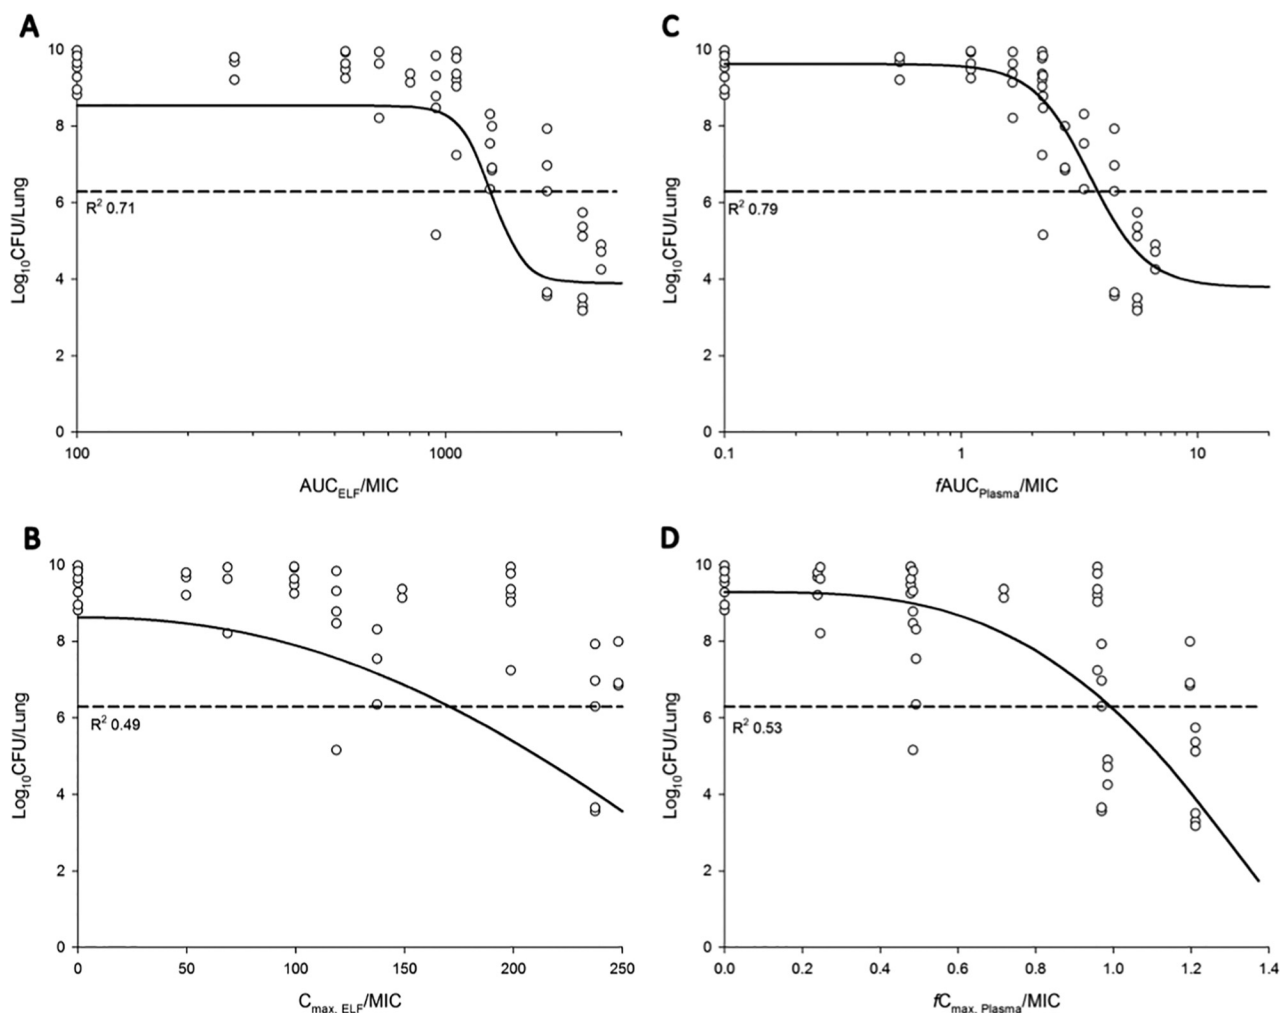 A
10
8
6
4
2
0
Log10CFU/Lung
R2 0.71
100
1000
AUCELF/MIC
C
10
8
6
4
2
0
Log10CFU/Lung
R2 0.79
0.1
1
10
fAUCPlasma/MIC
B
10
8
6
4
2
0
Log10CFU/Lung
R2 0.49
0 50 100 150 200 250
Cmax, ELF/MIC
D
10
8
6
4
2
0
Log10CFU/Lung
R2 0.53
0.0 0.2 0.4 0.6 0.8 1.0 1.2 1.4
fCmax, Plasma/MIC